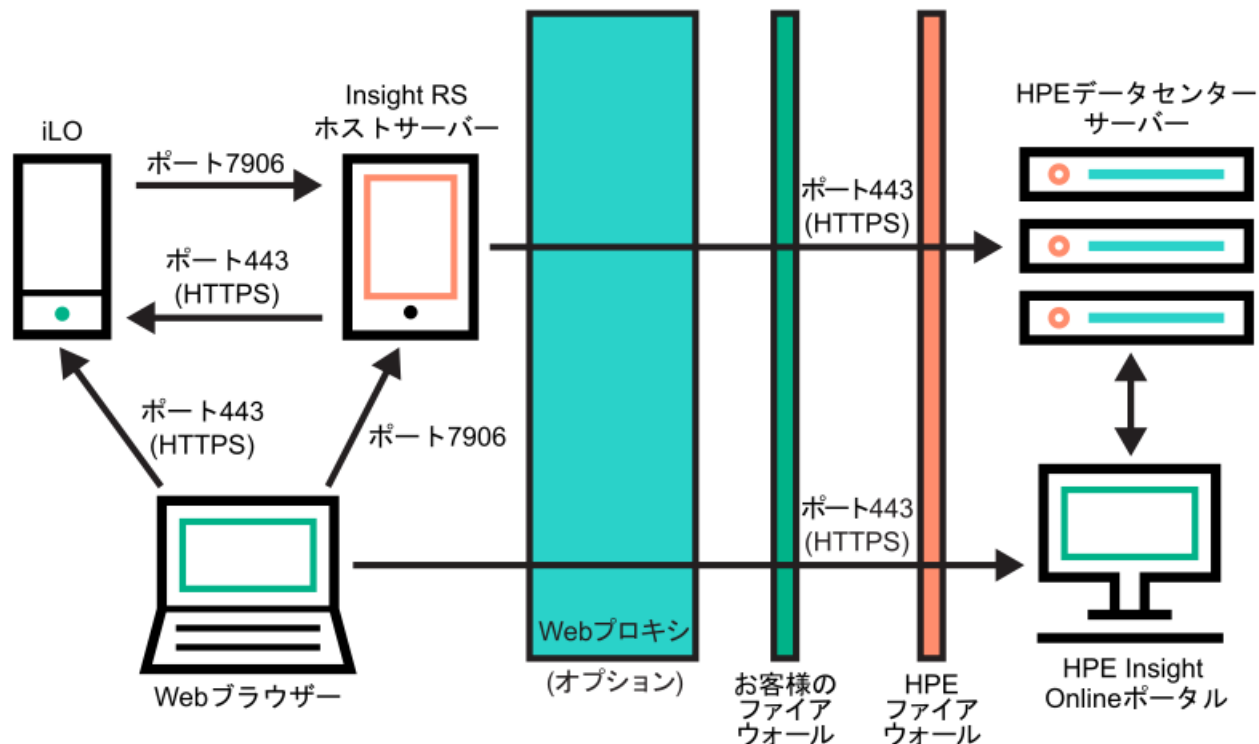 iLO
Insight RS
ホストサーバー
HPEデータセンター
サーバー
ポート7906
ポート443
(HTTPS)
ポート443
(HTTPS)
ポート443
(HTTPS)
ポート7906
ポート443
(HTTPS)
Webプロキシ
(オプション)
Webブラウザー
お客様の
ファイア
ウォール
HPE
ファイア
ウォール
HPE Insight
Onlineポータル